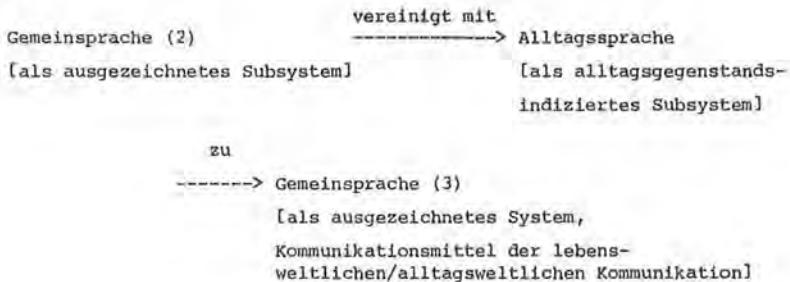 vereinigt mit
Gemeinsprache (2) --------------> Alltagssprache
[als ausgezeichnetes Subsystem] [als alltagsgegenstands-
indiziertes Subsystem]
zu
-------> Gemeinsprache (3)
[als ausgezeichnetes System,
Kommunikationsmittel der lebens-
weltlichen/alltagsweltlichen Kommunikation]